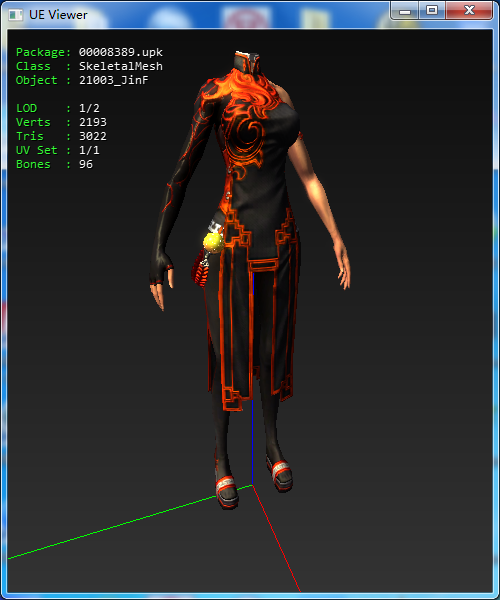 UE Viewer
Package: 00008389.upk
Class : SkeletalMesh
Object : 21003_JinF
LOD : 1/2
Verts : 2193
Tris : 3022
UV Set : 1/1
Bones : 96